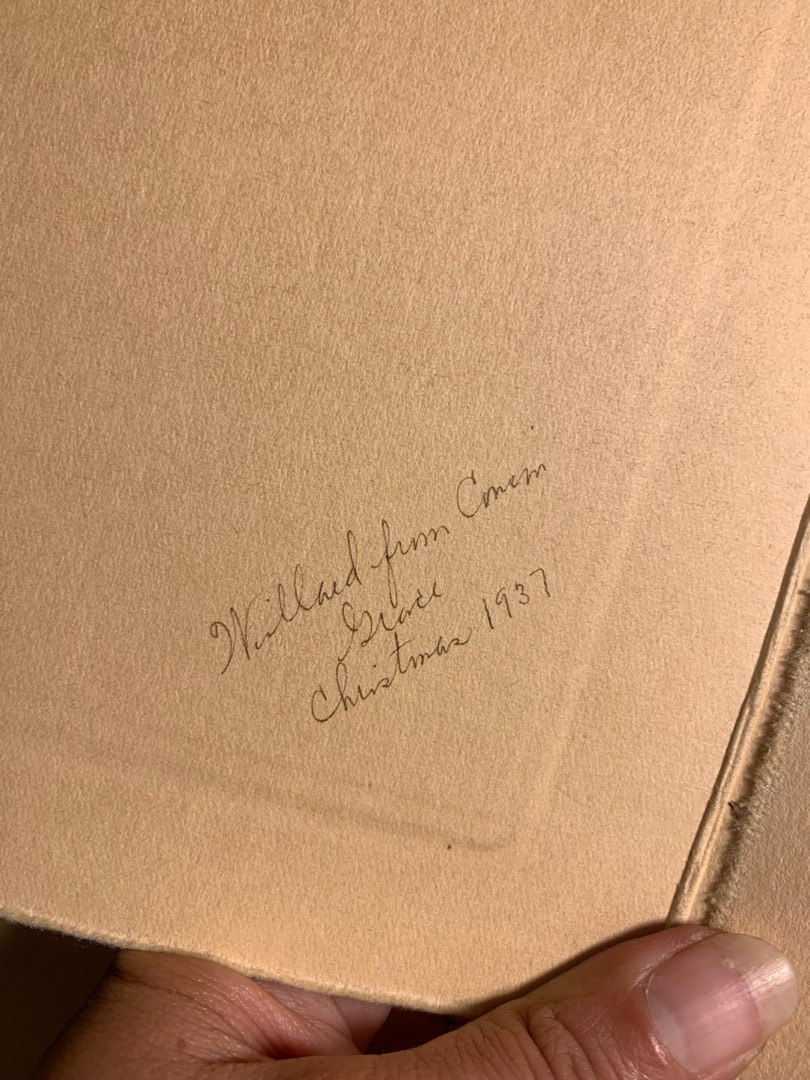 Willard from Cousin
Grace
Christmas 1937